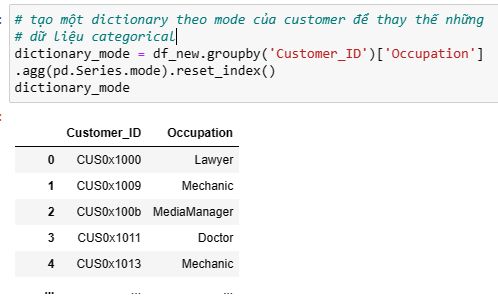 # tạo một dictionary theo mode của customer để thay thế những
# dữ liệu categorical
dictionary_mode = df_new.groupby('Customer_ID')['Occupation']
.agg(pd.Series.mode).reset_index()
dictionary_mode
Customer_ID Occupation
0 CUS0x1000 Lawyer
1 CUS0x1009 Mechanic
2 CUS0x100b MediaManager
3 CUS0x1011 Doctor
4 CUS0x1013 Mechanic
... ... ...